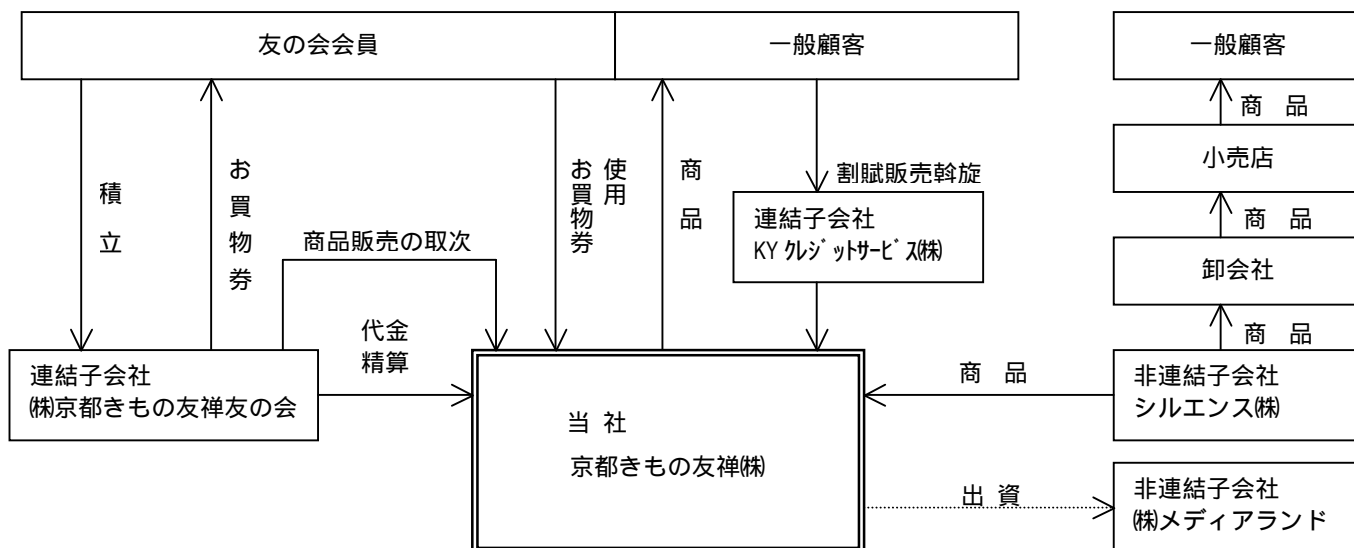 友の会会員
一般顧客
一般顧客
商 品
小売店
商 品
卸会社
商 品
積立
お買物券
商品販売の取次
代金
精算
お買物券
使用
商品
割賦販売斡旋
連結子会社
KY クレジットサービス㈱
連結子会社
㈱京都きもの友禅友の会
当 社
京都きもの友禅㈱
商 品
非連結子会社
シルエンス㈱
出 資
非連結子会社
㈱メディアランド